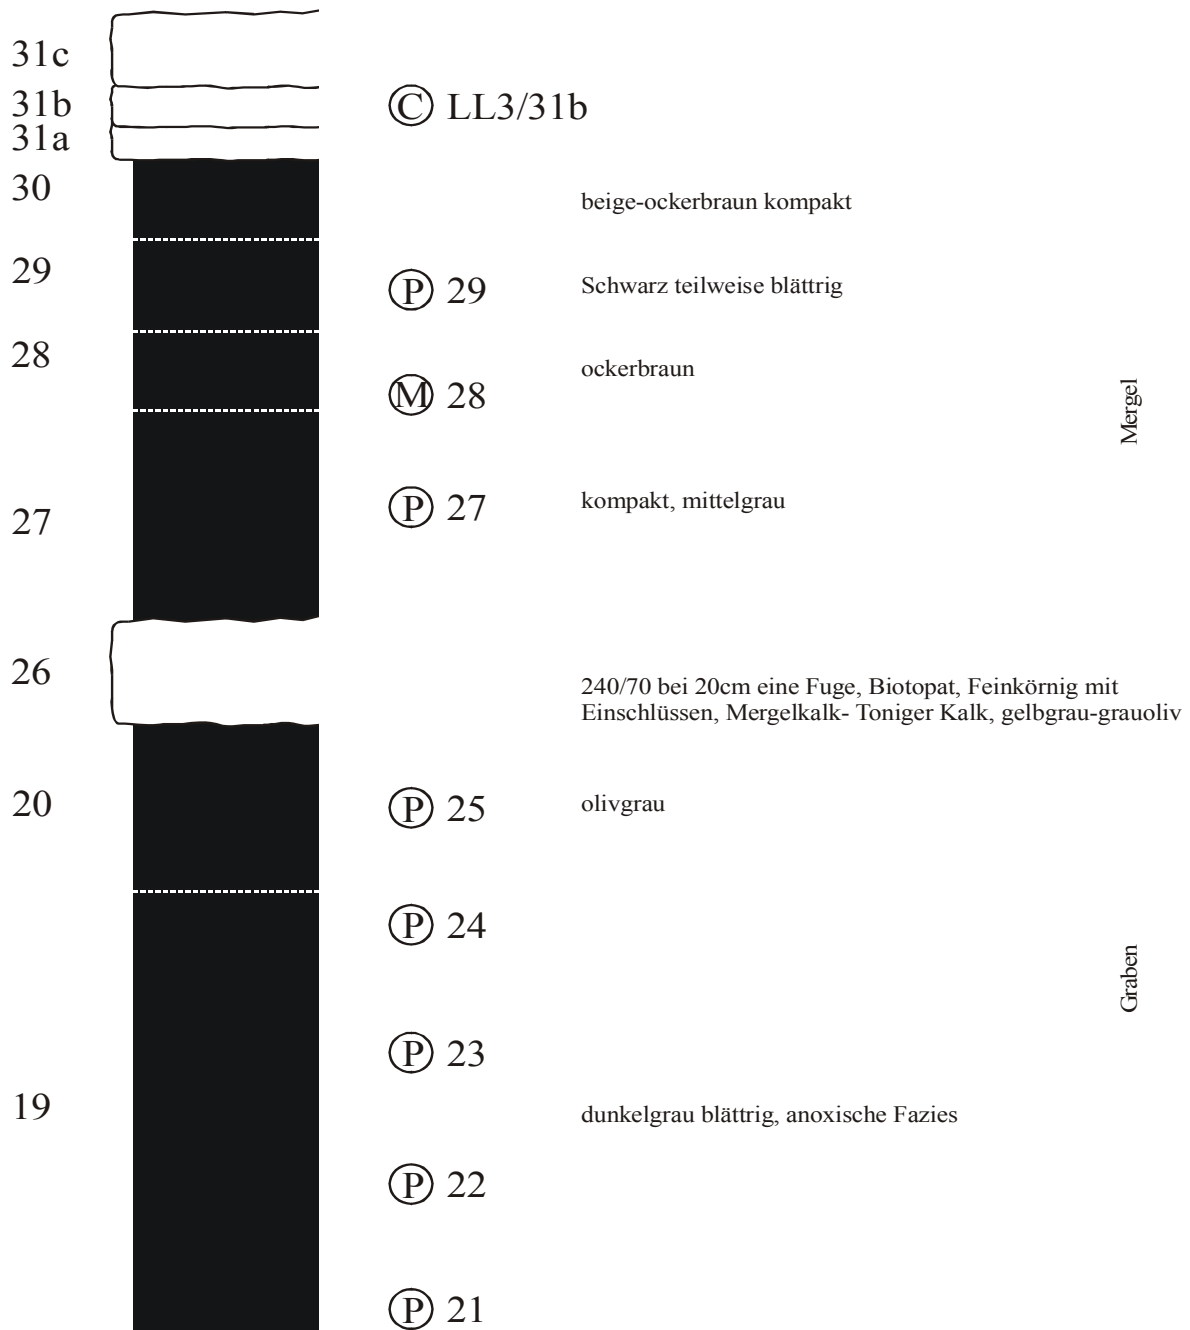 31c
31b
Ⓒ LL3/31b
31a
30
beige-ockerbraun kompakt
29
Ⓟ 29
Schwarz teilweise blättrig
28
ockerbraun
Ⓜ 28
Mergel
27
Ⓟ 27
kompakt, mittelgrau
26
240/70 bei 20cm eine Fuge, Biotopat, Feinkörnig mit
Einschlüssen, Mergelkalk- Toniger Kalk, gelbgrau-grauoliv
20
Ⓟ 25
olivgrau
Ⓟ 24
Graben
Ⓟ 23
19
dunkelgrau blättrig, anoxische Fazies
Ⓟ 22
Ⓟ 21